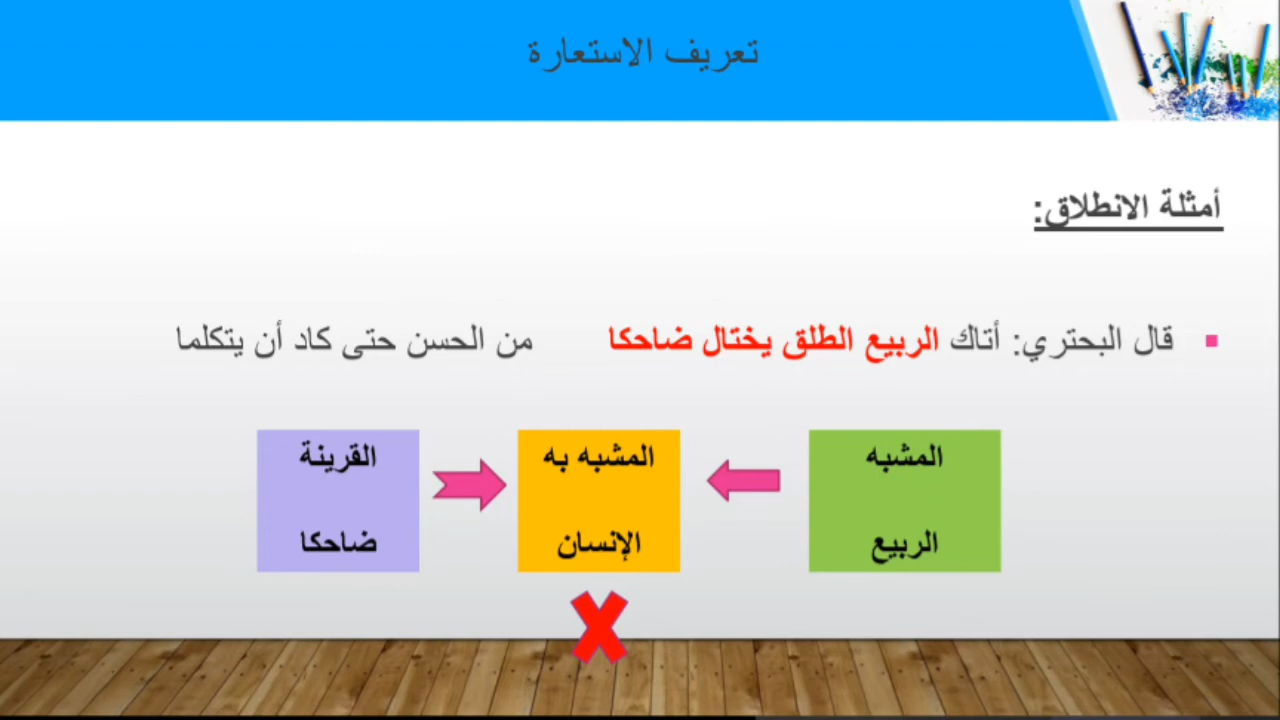 تعريف الاستعارة
أمثلة الانطلاق:
قال البحتري: أتاك الربيع الطلق يختال ضاحكا من الحسن حتى كاد أن يتكلما
المشبه
الربيع
المشبه به
الإنسان
القرينة
ضاحكا